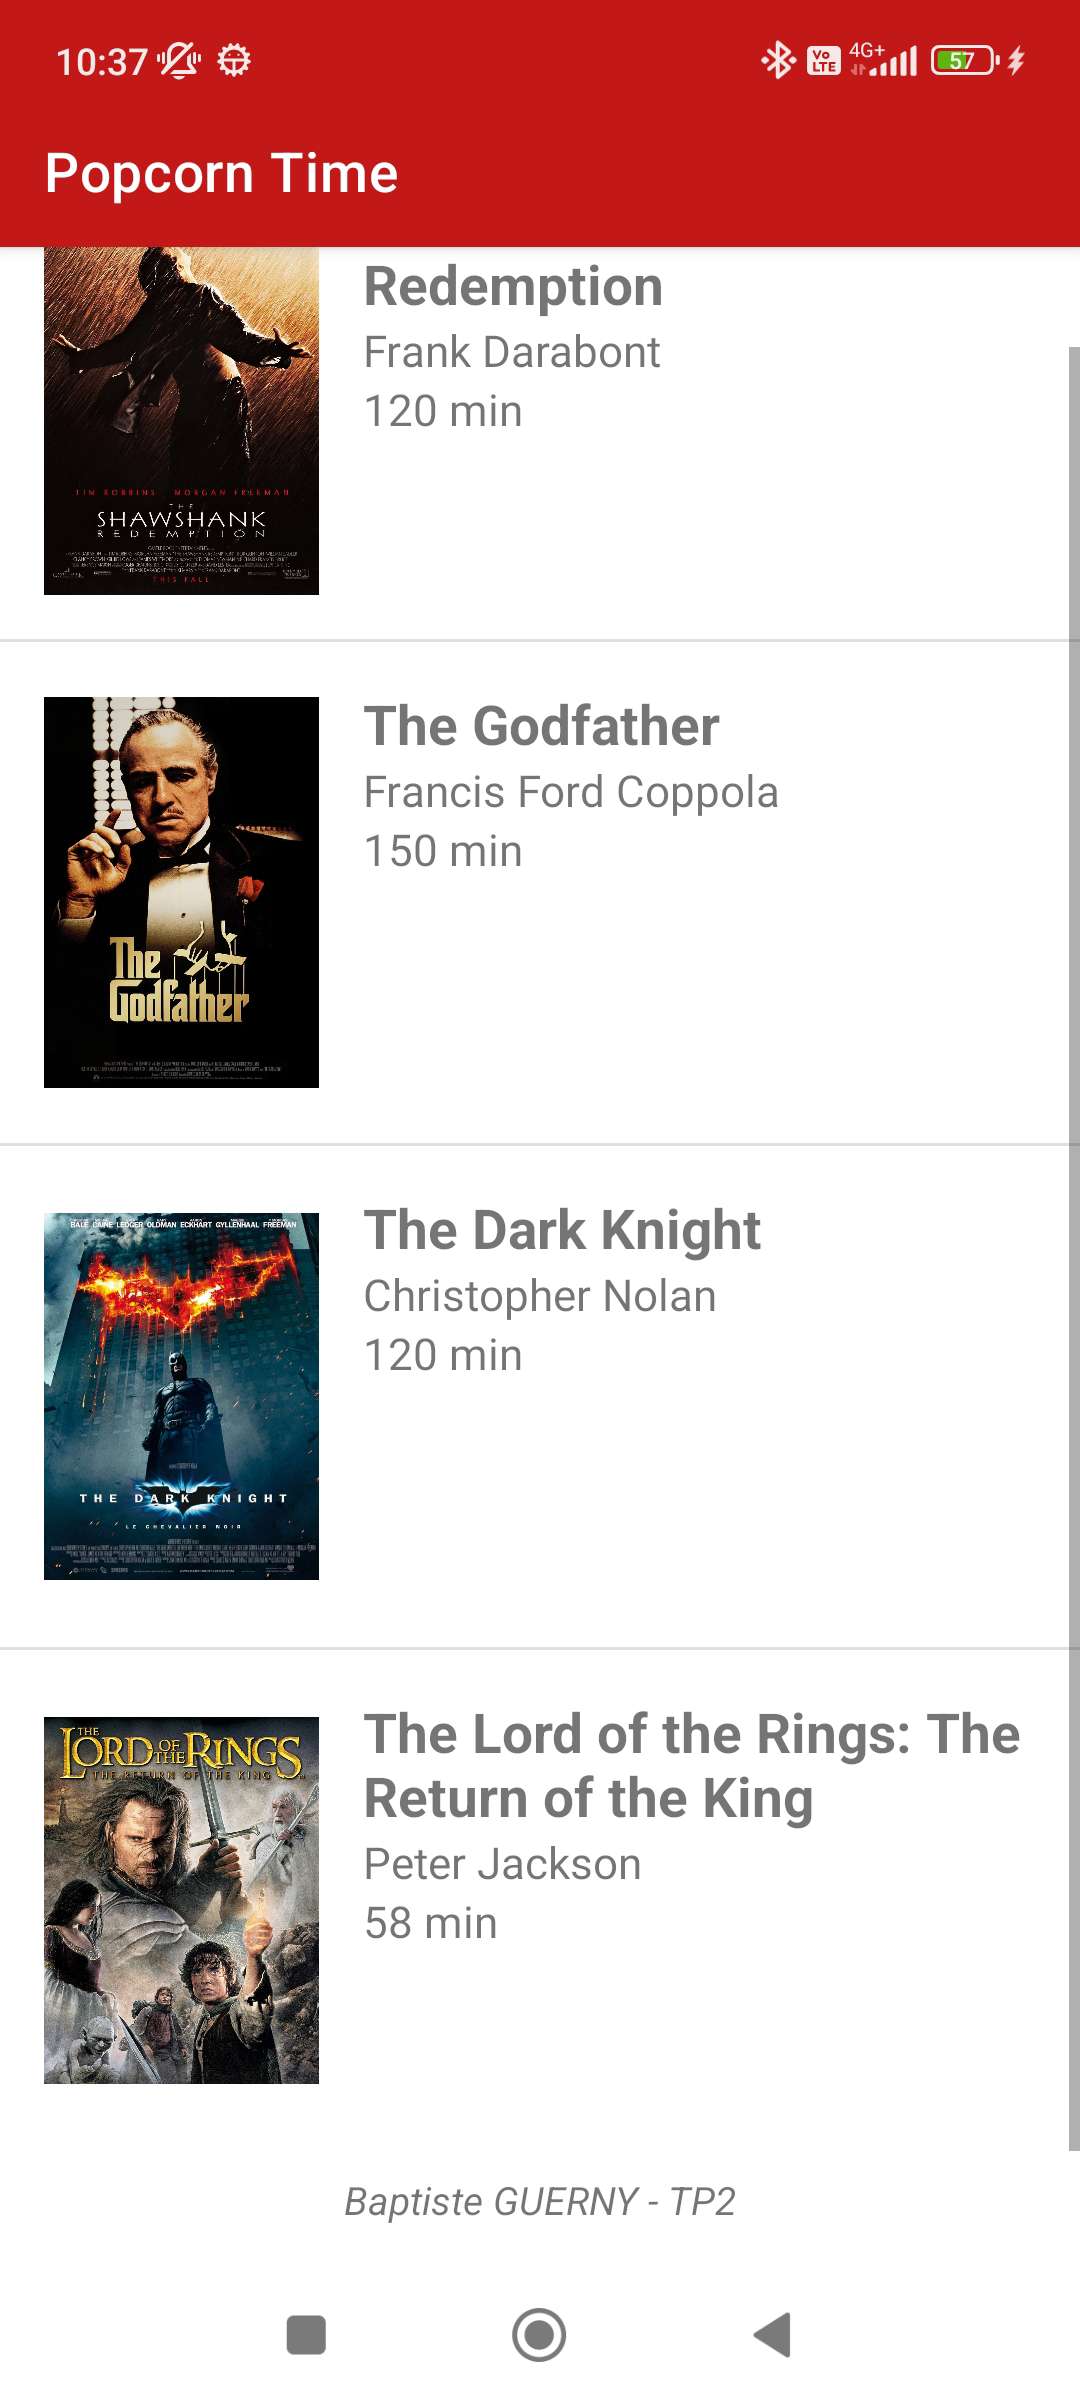 10:37
Vo LTE 4G+ 57
Popcorn Time
Redemption
Frank Darabont
120 min
TIM ROBBINS MORGAN FREEMAN
THE
SHAWSHANK
REDEMPTION
THIS FALL
The Godfather
Francis Ford Coppola
150 min
The
Godfather
The Dark Knight
Christopher Nolan
120 min
BALE CAINE LEDGER OLDMAN ECKHART GYLLENHAAL FREEMAN
THE DARK KNIGHT
LE CHEVALIER NOIR
The Lord of the Rings: The
Return of the King
Peter Jackson
58 min
THE
LORD OF THE RINGS
THE RETURN OF THE KING
Baptiste GUERNY - TP2